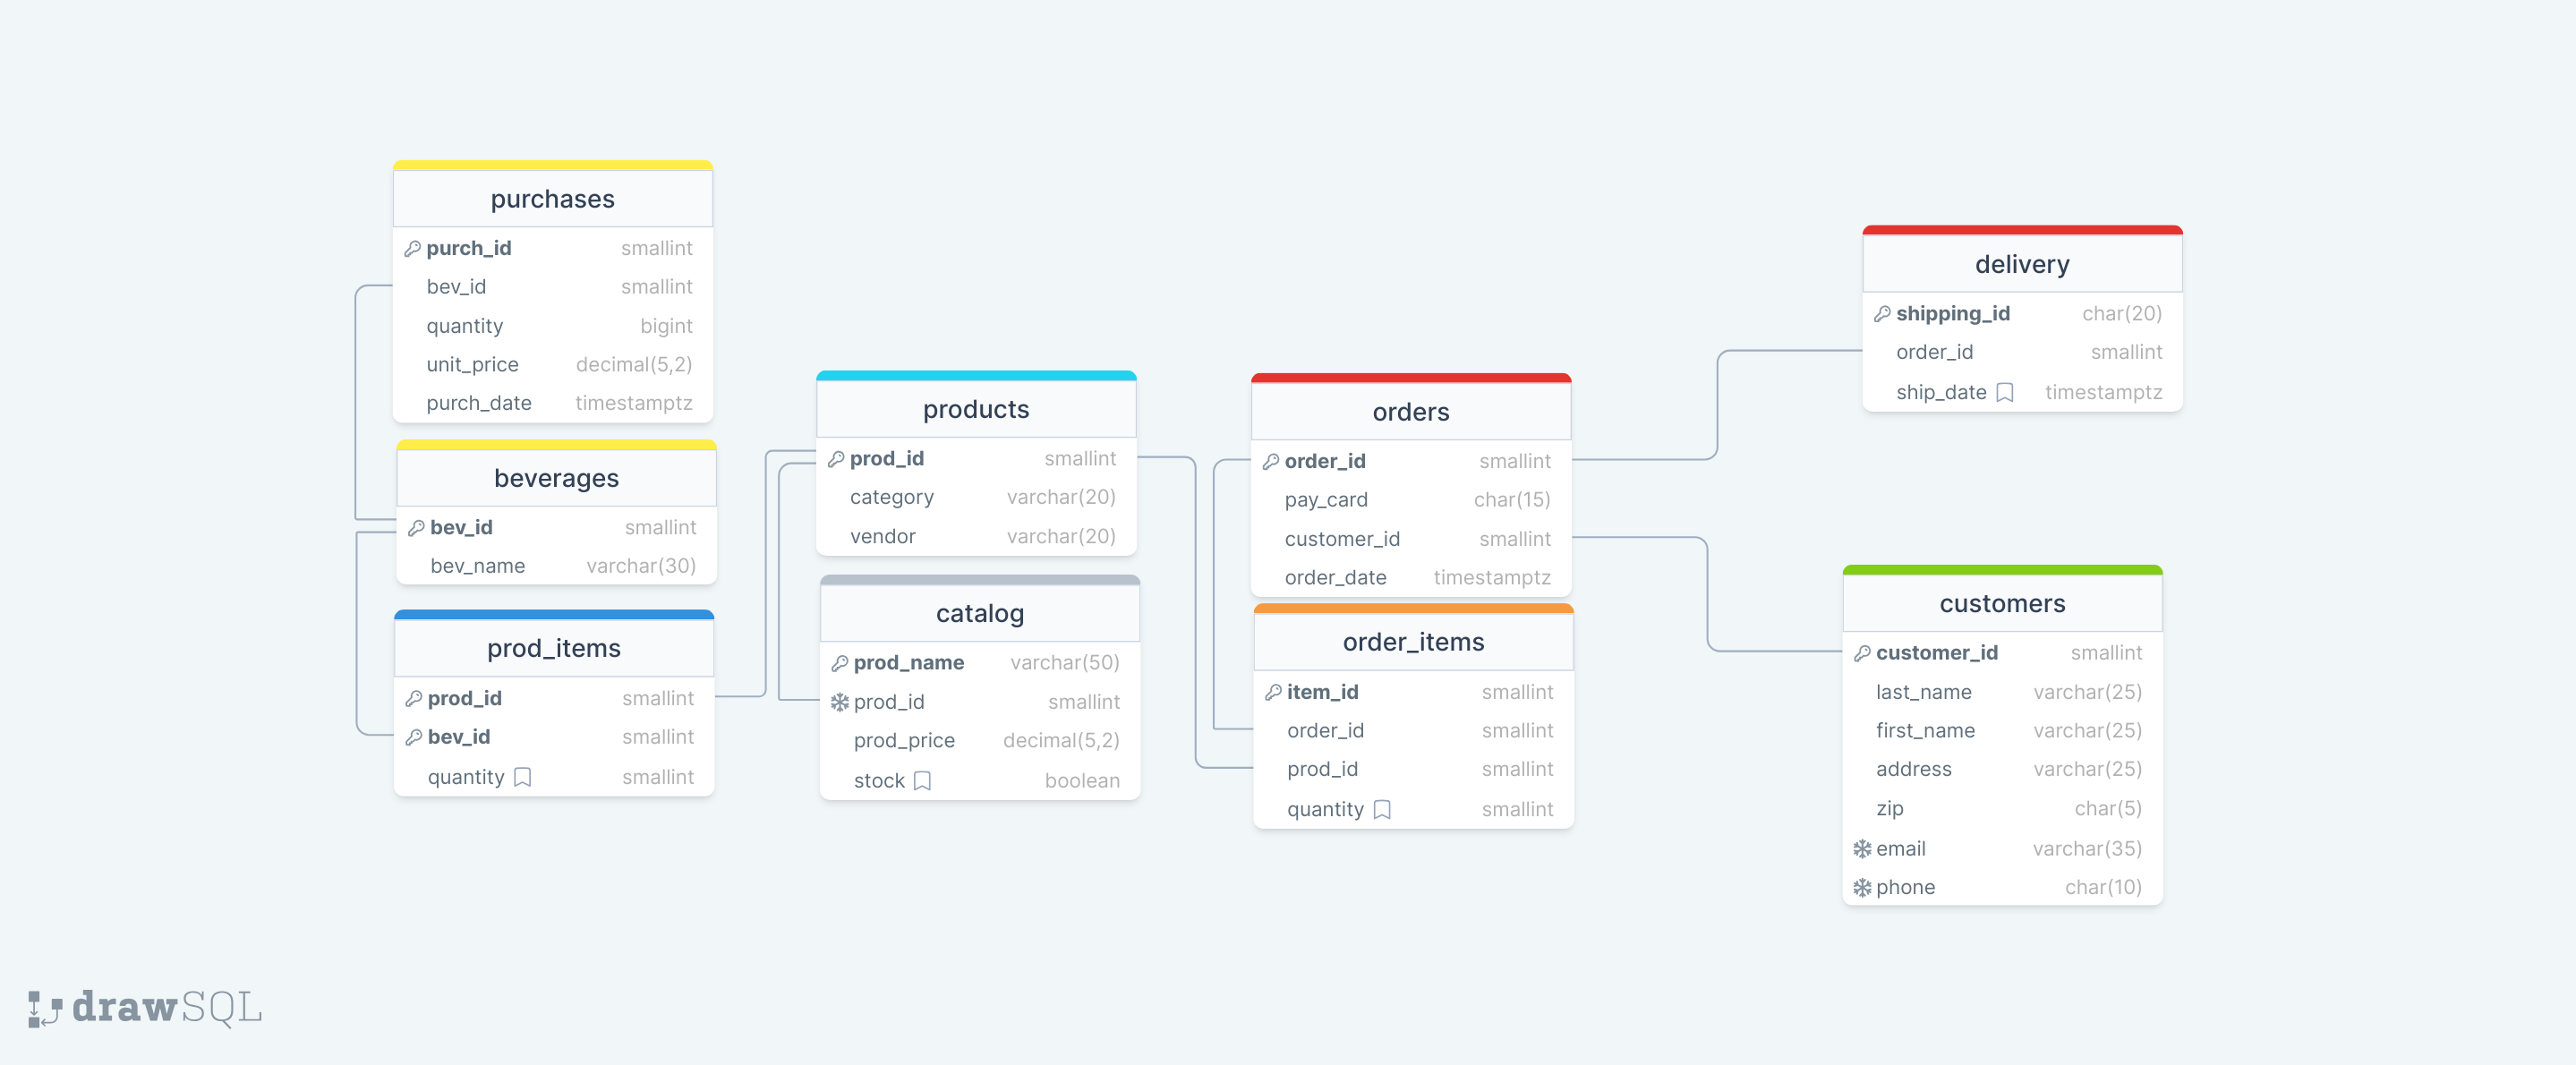 purchases
purch_id smallint
bev_id smallint
quantity bigint
unit_price decimal(5,2)
purch_date timestamptz
beverages
bev_id smallint
bev_name varchar(30)
prod_items
prod_id smallint
bev_id smallint
quantity smallint
products
prod_id smallint
category varchar(20)
vendor varchar(20)
catalog
prod_name varchar(50)
prod_id smallint
prod_price decimal(5,2)
stock boolean
orders
order_id smallint
pay_card char(15)
customer_id smallint
order_date timestamptz
order_items
item_id smallint
order_id smallint
prod_id smallint
quantity smallint
delivery
shipping_id char(20)
order_id smallint
ship_date timestamptz
customers
customer_id smallint
last_name varchar(25)
first_name varchar(25)
address varchar(25)
zip char(5)
email varchar(35)
phone char(10)
drawSQL